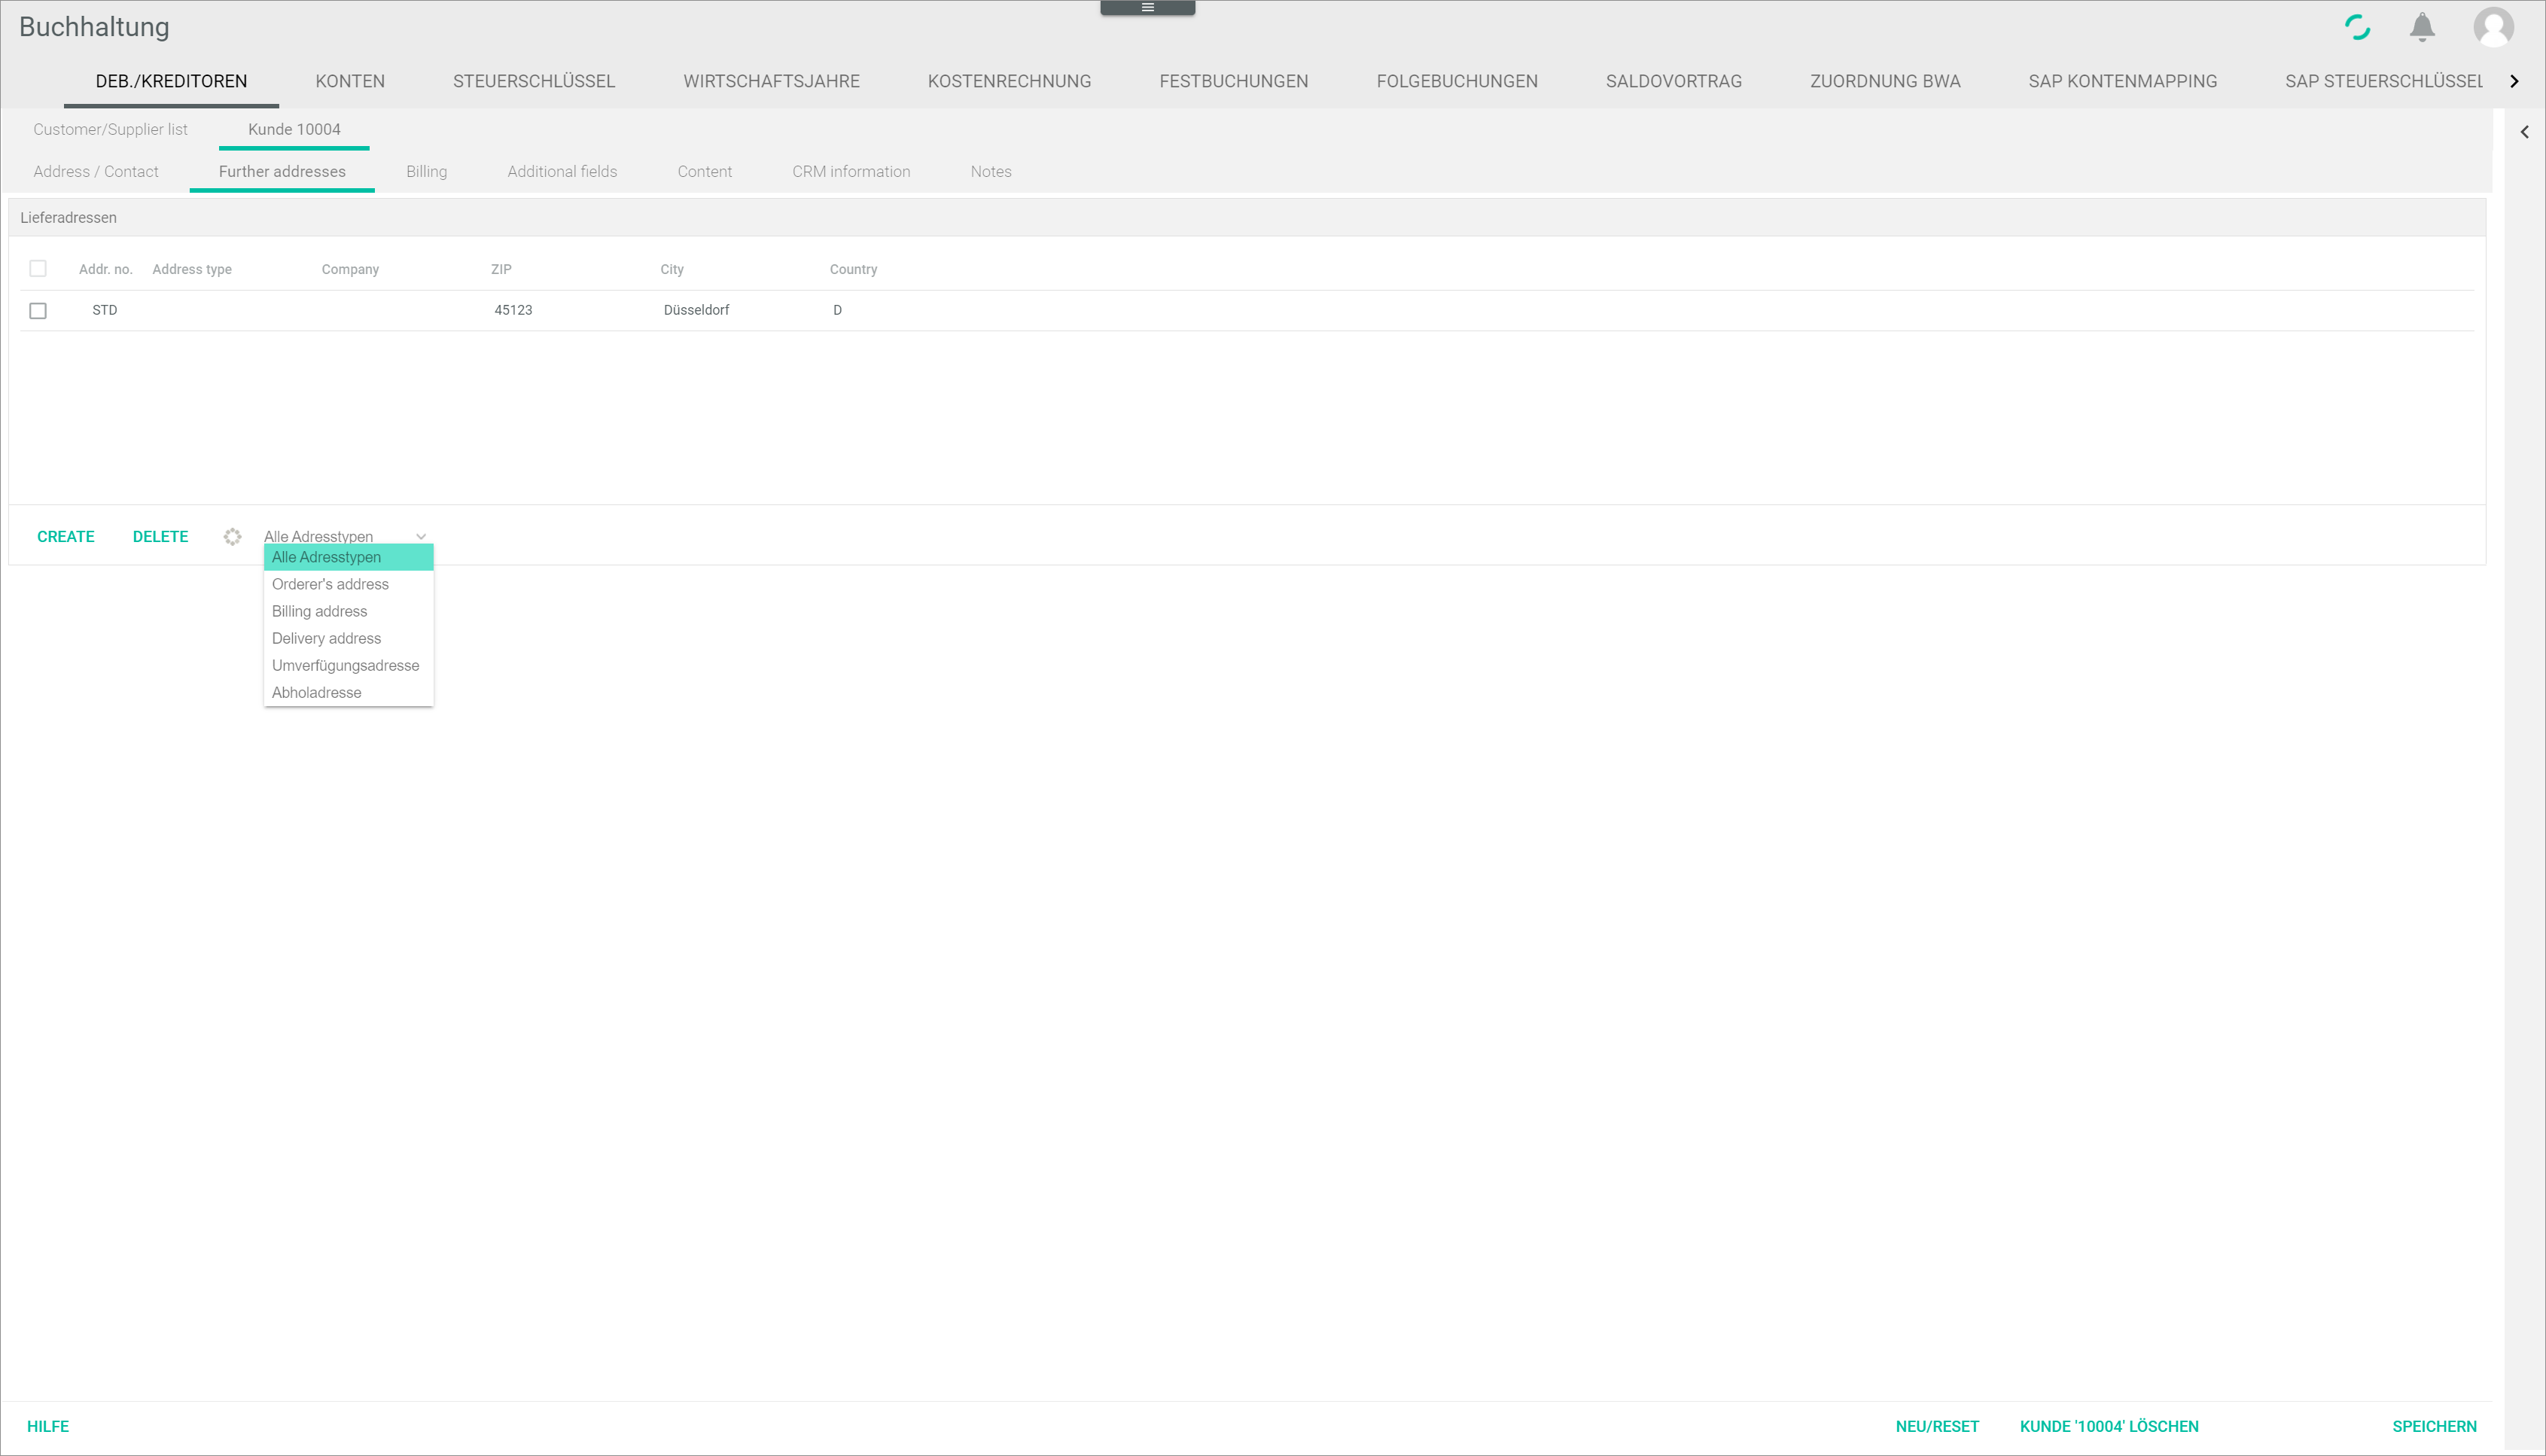 Buchhaltung
DEB./KREDITOREN KONTEN STEUERSCHLÜSSEL WIRTSCHAFTSJAHRE KOSTENRECHNUNG FESTBUCHUNGEN FOLGEBUCHUNGEN SALDOVORTRAG ZUORDNUNG BWA SAP KONTENMAPPING SAP STEUERSCHLÜSSEL
Customer/Supplier list Kunde 10004
Address / Contact Further addresses Billing Additional fields Content CRM information Notes
Lieferadressen
Addr. no. Address type Company ZIP City Country
STD 45123 Düsseldorf D
CREATE DELETE Alle Adresstypen
Alle Adresstypen
Orderer's address
Billing address
Delivery address
Umverfügungsadresse
Abholadresse
HILFE NEU/RESET KUNDE '10004' LÖSCHEN SPEICHERN